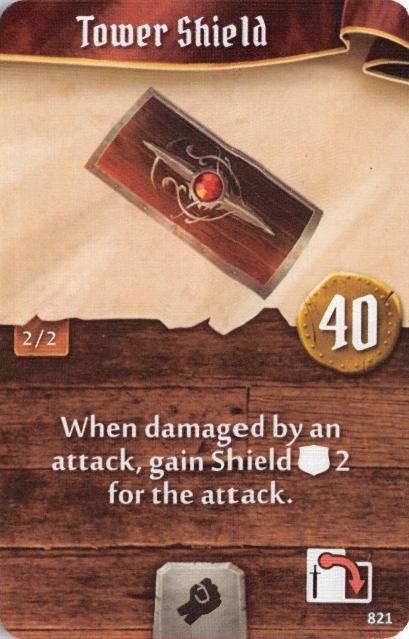 Tower Shield
40
2/2
When damaged by an
attack, gain Shield 2
for the attack.
821